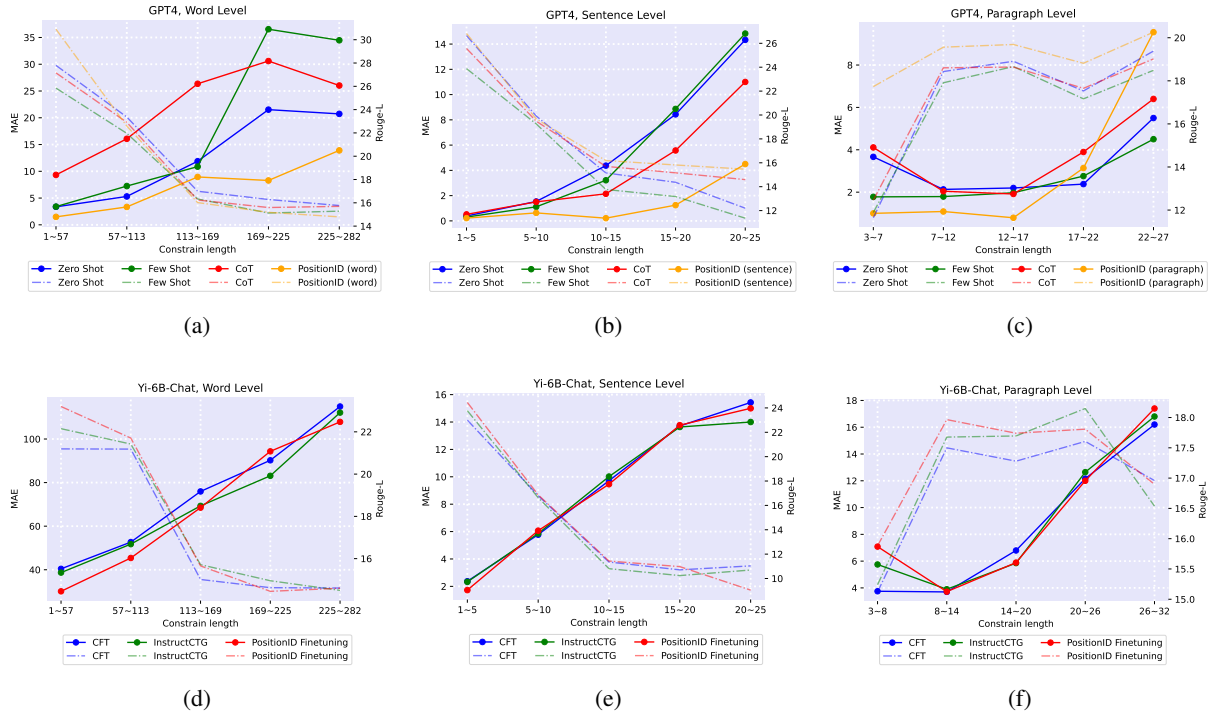 GPT4, Word Level
MAE
35
30
25
20
15
10
5
0
30
28
26
24
22
20
18
16
14
Rouge-L
1~57 57~113 113~169 169~225 225~282
Constrain length
Zero Shot Few Shot CoT PositionID (word)
Zero Shot Few Shot CoT PositionID (word)
(a)
GPT4, Sentence Level
MAE
14
12
10
8
6
4
2
0
26
24
22
20
18
16
14
12
Rouge-L
1~5 5~10 10~15 15~20 20~25
Constrain length
Zero Shot Few Shot CoT PositionID (sentence)
Zero Shot Few Shot CoT PositionID (sentence)
(b)
GPT4, Paragraph Level
MAE
8
6
4
2
20
18
16
14
12
Rouge-L
3~7 7~12 12~17 17~22 22~27
Constrain length
Zero Shot Few Shot CoT PositionID (paragraph)
Zero Shot Few Shot CoT PositionID (paragraph)
(c)
Yi-6B-Chat, Word Level
MAE
100
80
60
40
22
20
18
16
Rouge-L
1~57 57~113 113~169 169~225 225~282
Constrain length
CFT InstructCTG PositionID Finetuning
CFT InstructCTG PositionID Finetuning
(d)
Yi-6B-Chat, Sentence Level
MAE
16
14
12
10
8
6
4
2
0
24
22
20
18
16
14
12
10
Rouge-L
1~5 5~10 10~15 15~20 20~25
Constrain length
CFT InstructCTG PositionID Finetuning
CFT InstructCTG PositionID Finetuning
(e)
Yi-6B-Chat, Paragraph Level
MAE
18
16
14
12
10
8
6
4
18.0
17.5
17.0
16.5
16.0
15.5
15.0
Rouge-L
3~8 8~14 14~20 20~26 26~32
Constrain length
CFT InstructCTG PositionID Finetuning
CFT InstructCTG PositionID Finetuning
(f)